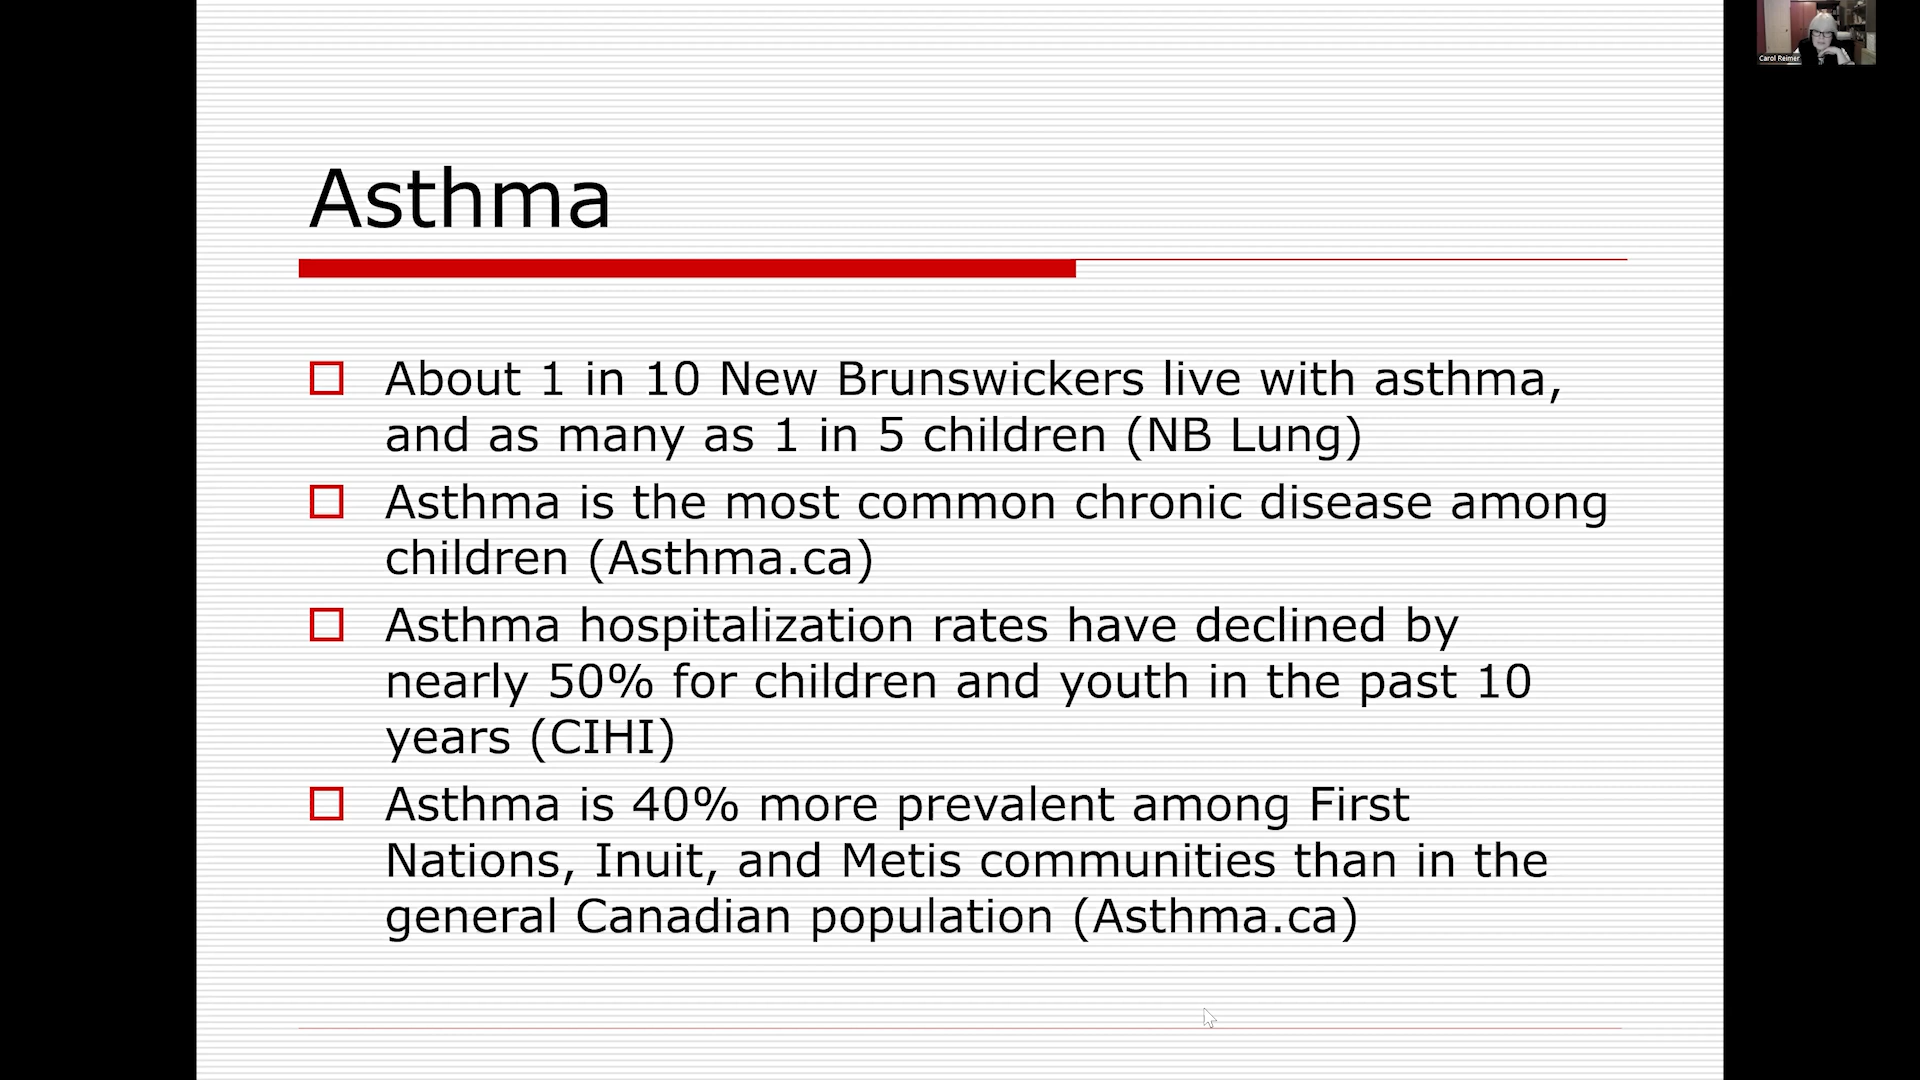 Carol Reimer
Asthma
About 1 in 10 New Brunswickers live with asthma,
and as many as 1 in 5 children (NB Lung)
Asthma is the most common chronic disease among
children (Asthma.ca)
Asthma hospitalization rates have declined by
nearly 50% for children and youth in the past 10
years (CIHI)
Asthma is 40% more prevalent among First
Nations, Inuit, and Metis communities than in the
general Canadian population (Asthma.ca)